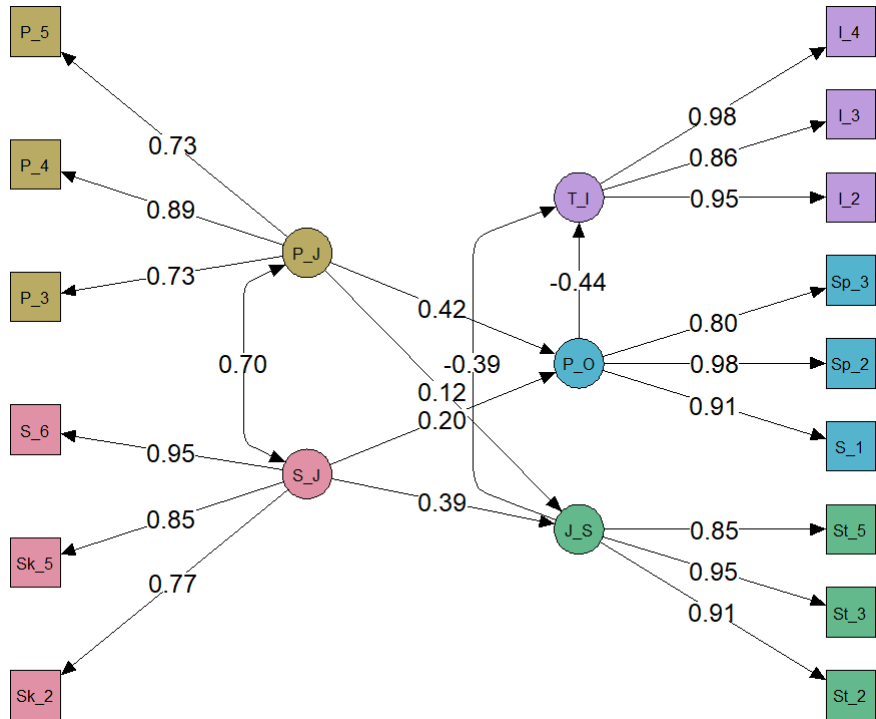 P_5
I_4
I_3
0.98
0.73
0.86
P_4
I_2
0.95
T_I
0.89
P_J
0.73
P_3
-0.44
Sp_3
0.42
0.80
0.70
-0.39
P_O
0.98
Sp_2
0.12
0.20
0.91
S_6
S_1
0.95
S_J
0.39
0.85
J_S
0.85
St_5
Sk_5
0.95
0.77
0.91
St_3
Sk_2
St_2